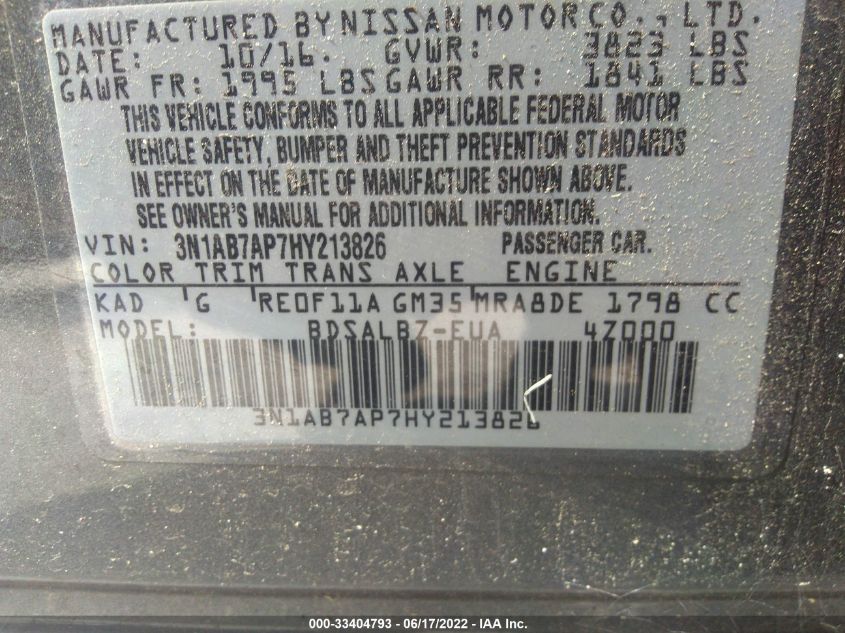 MANUFACTURED BY NISSAN MOTOR CO., LTD.
DATE: 10/16. GVWR: 3823 LBS
GAWR FR: 1995 LBS GAWR RR: 1841 LBS
THIS VEHICLE CONFORMS TO ALL APPLICABLE FEDERAL MOTOR
VEHICLE SAFETY, BUMPER AND THEFT PREVENTION STANDARDS
IN EFFECT ON THE DATE OF MANUFACTURE SHOWN ABOVE.
SEE OWNER'S MANUAL FOR ADDITIONAL INFORMATION.
VIN: 3N1AB7AP7HY213826 PASSENGER CAR.
COLOR TRIM TRANS AXLE ENGINE
KAD G RE0F11A GM35 MRA8DE 1798 CC
MODEL: BDSALBZ-EUA 4Z000
3N1AB7AP7HY213826
000-33404793 - 06/17/2022 - IAA, Inc.